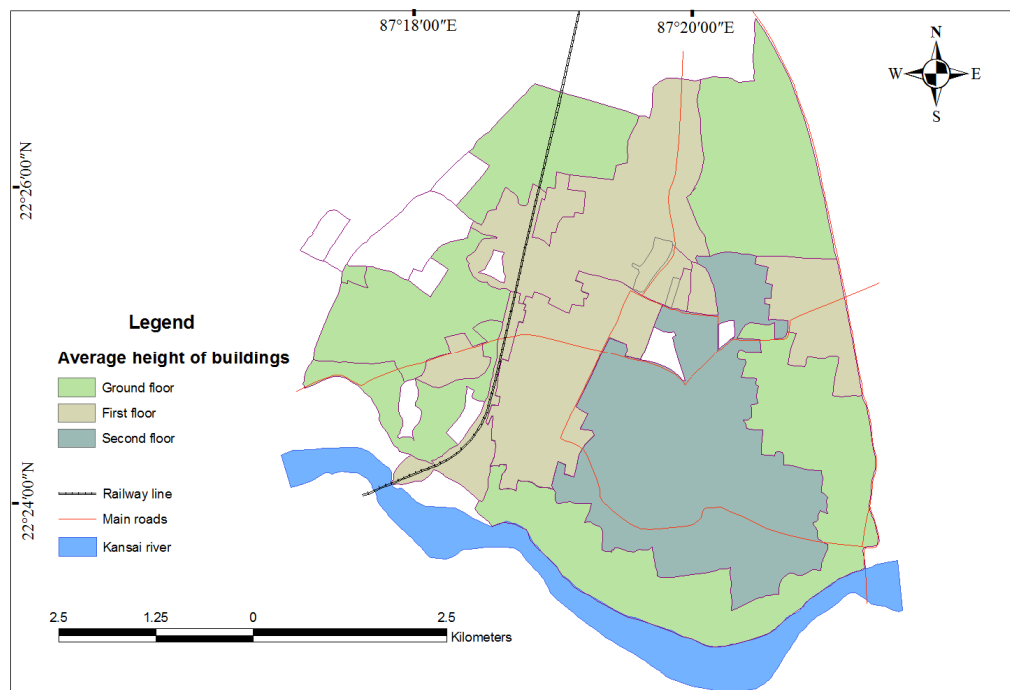 87°18′00″E
87°20′00″E
N
W
E
S
22°26′00″N
22°24′00″N
Legend
Average height of buildings
Ground floor
First floor
Second floor
Railway line
Main roads
Kansai river
2.5 1.25 0 2.5
Kilometers